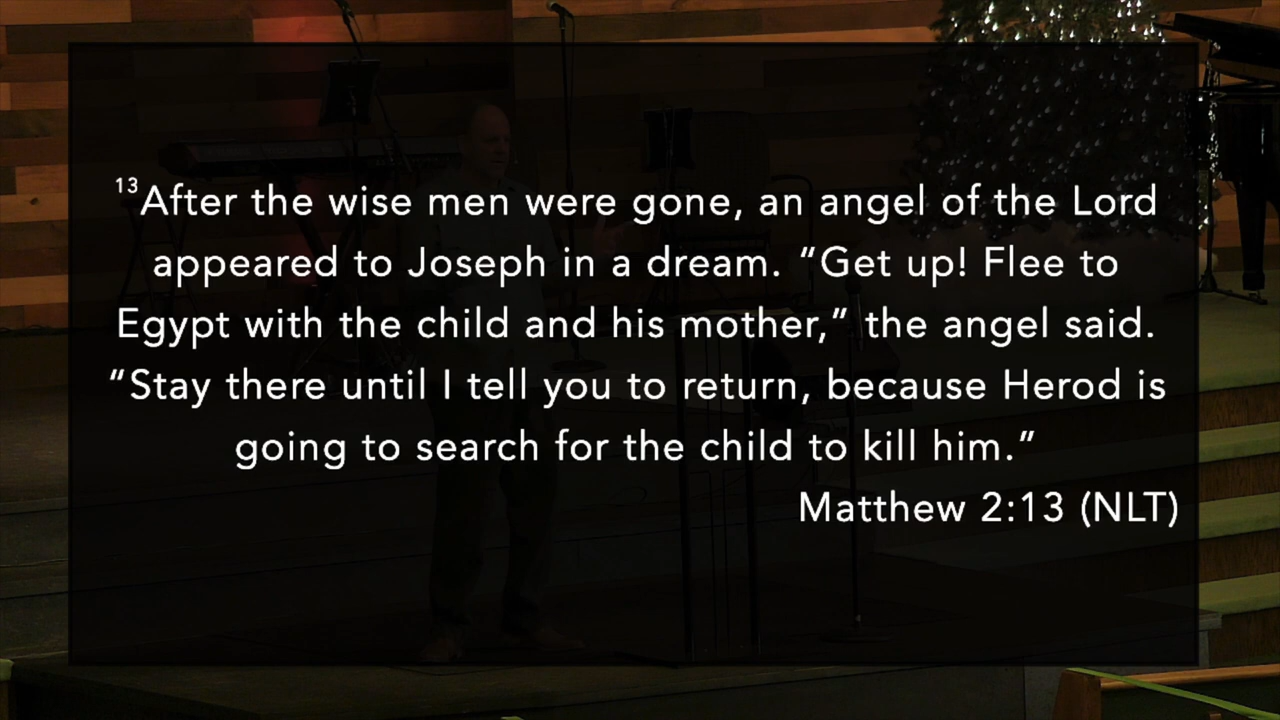 ¹³After the wise men were gone, an angel of the Lord
appeared to Joseph in a dream. “Get up! Flee to
Egypt with the child and his mother,” the angel said.
“Stay there until I tell you to return, because Herod is
going to search for the child to kill him.”
Matthew 2:13 (NLT)